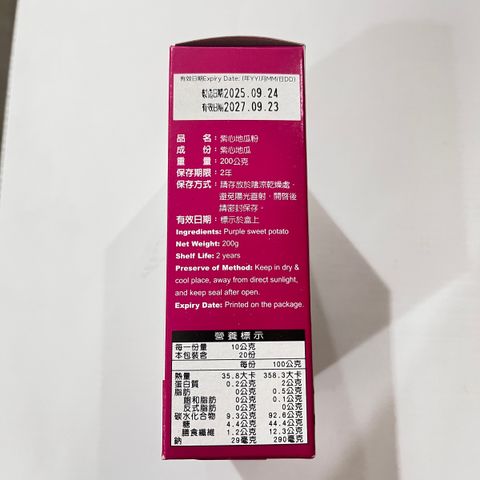 有效日期Expiry Date: (年YY/月MM/日DD)
製造日期2025.09.24
有效日期2027.09.23
品　名：紫心地瓜粉
成　份：紫心地瓜
重　量：200公克
保存期限：2年
保存方式：請存放於陰涼乾燥處，
避免陽光直射，開啓後
請密封保存。
有效日期：標示於盒上
Ingredients: Purple sweet potato
Net Weight: 200g
Shelf Life: 2 years
Preserve of Method: Keep in dry &
cool place, away from direct sunlight,
and keep seal after open.
Expiry Date: Printed on the package.
營養標示
每一份量 10公克
本包裝含 20份
每份 100公克
熱量 35.8大卡 358.3大卡
蛋白質 0.2公克 2公克
脂肪 0公克 0.5公克
飽和脂肪 0公克 0.1公克
反式脂肪 0公克 0公克
碳水化合物 9.3公克 92.6公克
糖 4.4公克 44.4公克
膳食纖維 1.2公克 12.3公克
鈉 29毫克 290毫克